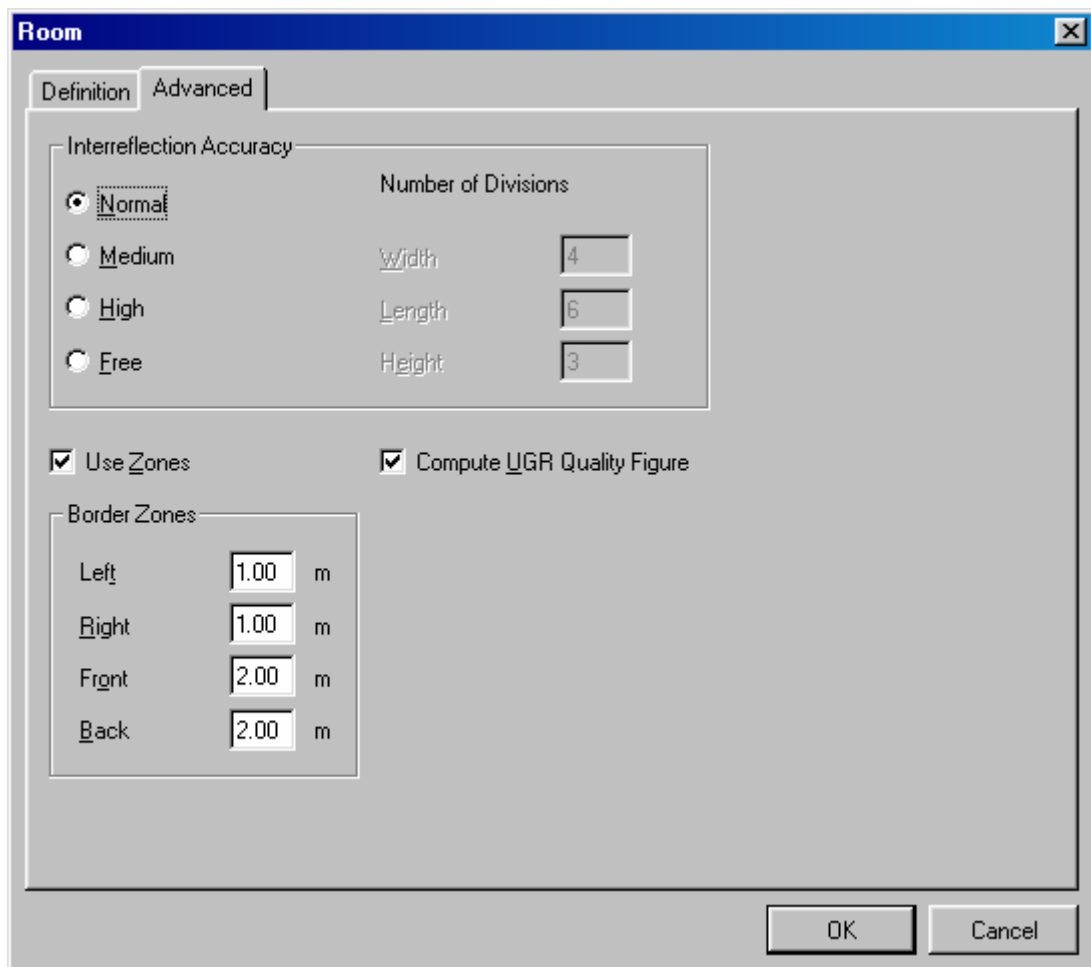 Room
Definition Advanced
Interreflection Accuracy
Number of Divisions
Normal
Medium Width 4
High Length 6
Free Height 3
Use Zones Compute UGR Quality Figure
Border Zones
Left 1.00 m
Right 1.00 m
Front 2.00 m
Back 2.00 m
OK Cancel